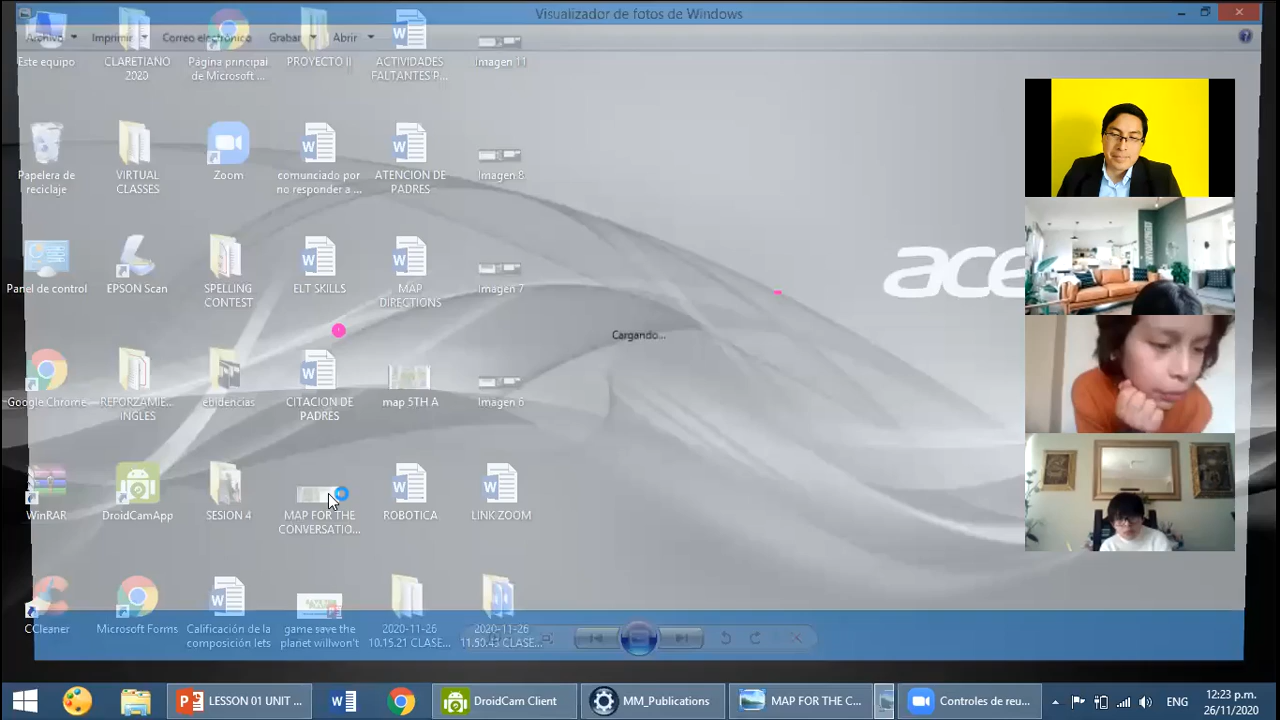 Visualizador de fotos de Windows
Archivo Imprimir Correo electrónico Grabar Abrir
Este equipo
CLARETIANO
2020
Página principal
de Microsoft ...
PROYECTO II
ACTIVIDADES
FALTANTES P...
Imagen 11
Papelera de
reciclaje
VIRTUAL
CLASSES
Zoom
comunciado por
no responder a ...
ATENCION DE
PADRES
Imagen 8
ace
Panel de control
EPSON Scan
SPELLING
CONTEST
ELT SKILLS
MAP
DIRECTIONS
Imagen 7
Cargando...
Google Chrome
REFORZAMIE...
INGLES
ebidencias
CITACION DE
PADRES
map 5TH A
Imagen 6
WinRAR
DroidCamApp
SESION 4
MAP FOR THE
CONVERSATIO...
ROBOTICA
LINK ZOOM
CCleaner
Microsoft Forms
Calificación de la
composición lets
game save the
planet willwon't
2020-11-26
10.15.21 CLASE...
2020-11-26
11.50.43 CLASE...
LESSON 01 UNIT ...
DroidCam Client
MM_Publications
MAP FOR THE C...
Controles de reu...
ENG
12:23 p.m.
26/11/2020